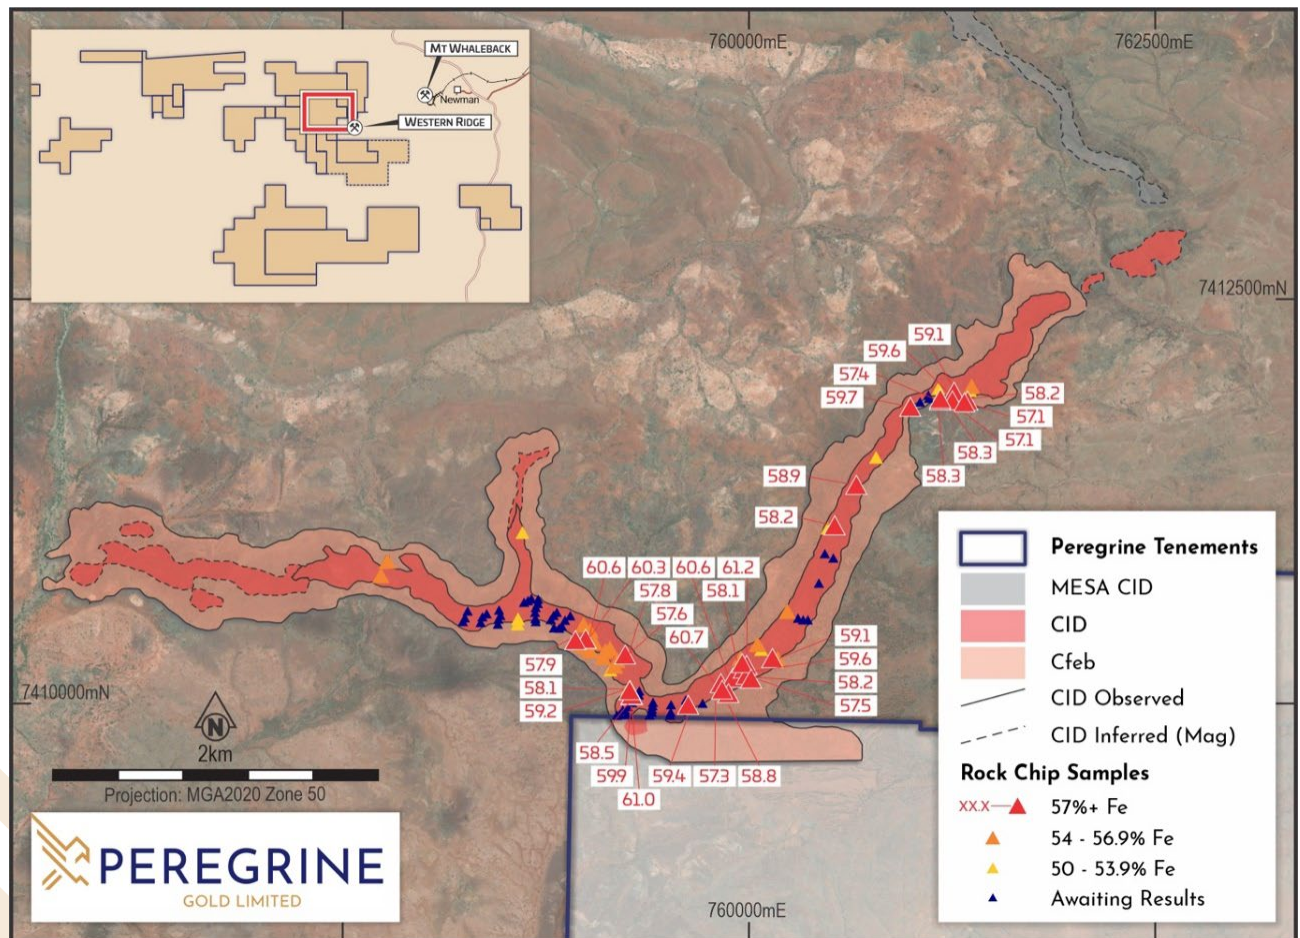 760000mE
762500mE
MT WHALEBACK
Newman
WESTERN RIDGE
7412500mN
59.1
59.6
57.4
59.7
58.2
57.1
57.1
58.3
58.3
58.9
58.2
60.6 60.3 60.6 61.2
57.8 58.1
57.6
60.7
59.1
59.6
58.2
57.5
57.9
58.1
59.2
58.5
59.9 59.4 57.3 58.8
61.0
7410000mN
N
2km
Projection: MGA2020 Zone 50
PEREGRINE
GOLD LIMITED
760000mE
Peregrine Tenements
MESA CID
CID
Cfeb
CID Observed
CID Inferred (Mag)
Rock Chip Samples
XX.X 57%+ Fe
54 - 56.9% Fe
50 - 53.9% Fe
Awaiting Results